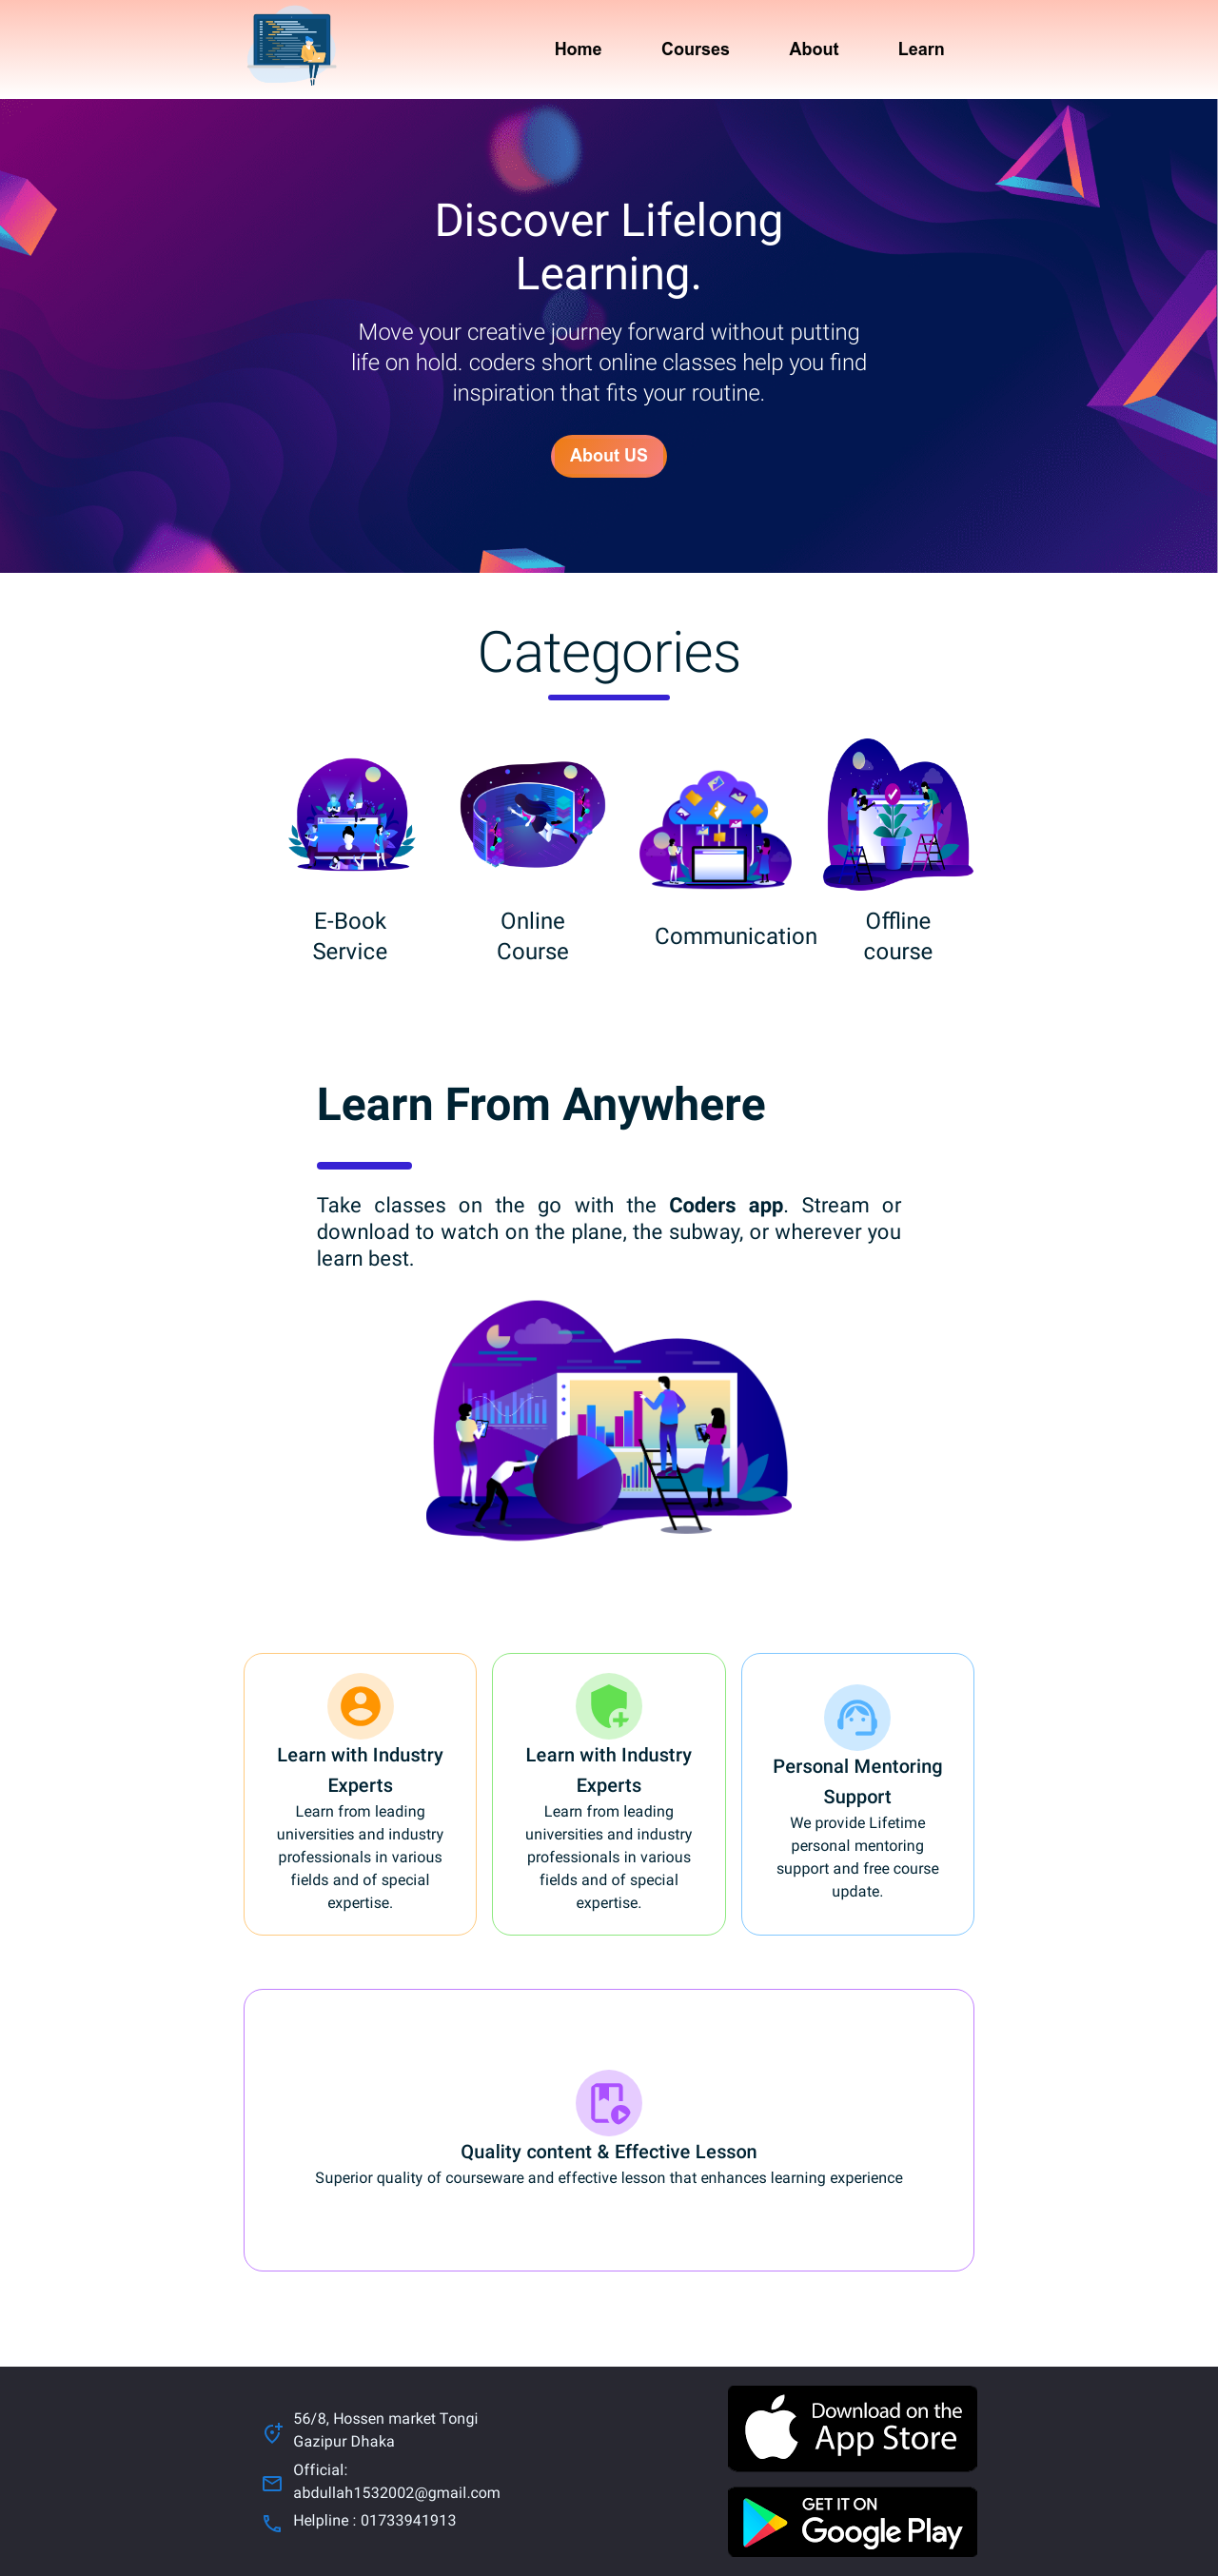 Home Courses About Learn
Discover Lifelong
Learning.
Move your creative journey forward without putting
life on hold. coders short online classes help you find
inspiration that fits your routine.
About US
Categories
E-Book
Service
Online
Course
Communication
Offline
course
Learn From Anywhere
Take classes on the go with the Coders app. Stream or
download to watch on the plane, the subway, or wherever you
learn best.
Learn with Industry
Experts
Learn from leading
universities and industry
professionals in various
fields and of special
expertise.
Learn with Industry
Experts
Learn from leading
universities and industry
professionals in various
fields and of special
expertise.
Personal Mentoring
Support
We provide Lifetime
personal mentoring
support and free course
update.
Quality content & Effective Lesson
Superior quality of courseware and effective lesson that enhances learning experience
56/8, Hossen market Tongi
Gazipur Dhaka
Official:
abdullah1532002@gmail.com
Helpline : 01733941913
Download on the
App Store
GET IT ON
Google Play